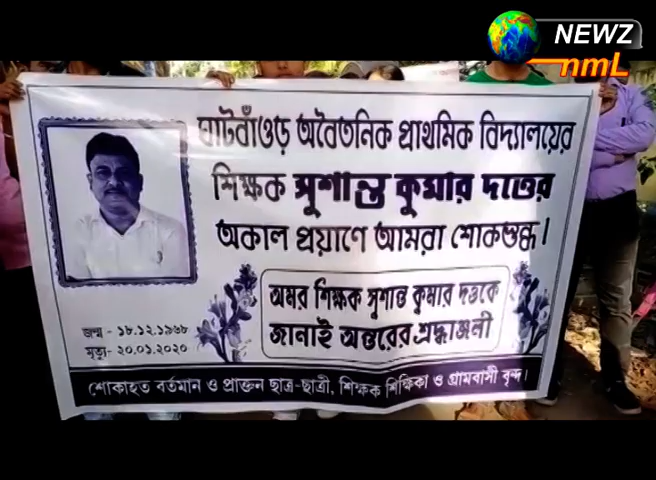 NEWZ
nmL
ঘাটবাঁওড় অবৈতনিক প্রাথমিক বিদ্যালয়ের
শিক্ষক সুশান্ত কুমার দত্তের
অকাল প্রয়াণে আমরা শোকস্তব্ধ।
অমর শিক্ষক সুশান্ত কুমার দত্তকে
জানাই অন্তরের শ্রদ্ধাঞ্জলী
জন্ম - ১৮.১২.১৯৬৮
মৃত্যু- ২০.০১.২০২০
শোকাহত বর্তমান ও প্রাক্তন ছাত্র-ছাত্রী, শিক্ষক শিক্ষিকা ও গ্রামবাসী বৃন্দ।